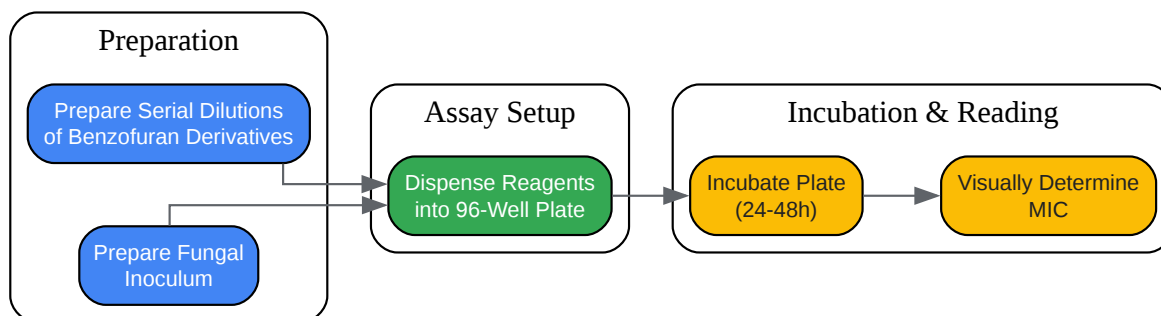 Preparation
Prepare Serial Dilutions
of Benzofuran Derivatives
Prepare Fungal
Inoculum
Assay Setup
Dispense Reagents
into 96-Well Plate
Incubation & Reading
Incubate Plate
(24-48h)
Visually Determine
MIC